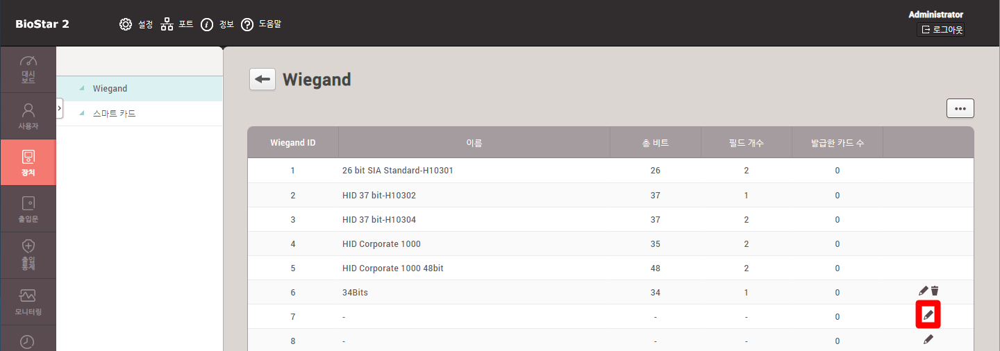 BioStar 2
설정
포트
정보
도움말
Administrator
로그아웃
대시
보드
사용자
장치
출입문
출입
통제
모니터링
Wiegand
스마트 카드
Wiegand
Wiegand ID 이름 총 비트 필드 개수 발급한 카드 수
1 26 bit SIA Standard-H10301 26 2 0
2 HID 37 bit-H10302 37 1 0
3 HID 37 bit-H10304 37 2 0
4 HID Corporate 1000 35 2 0
5 HID Corporate 1000 48bit 48 2 0
6 34Bits 34 1 0
7 - - - 0
8 - - - 0